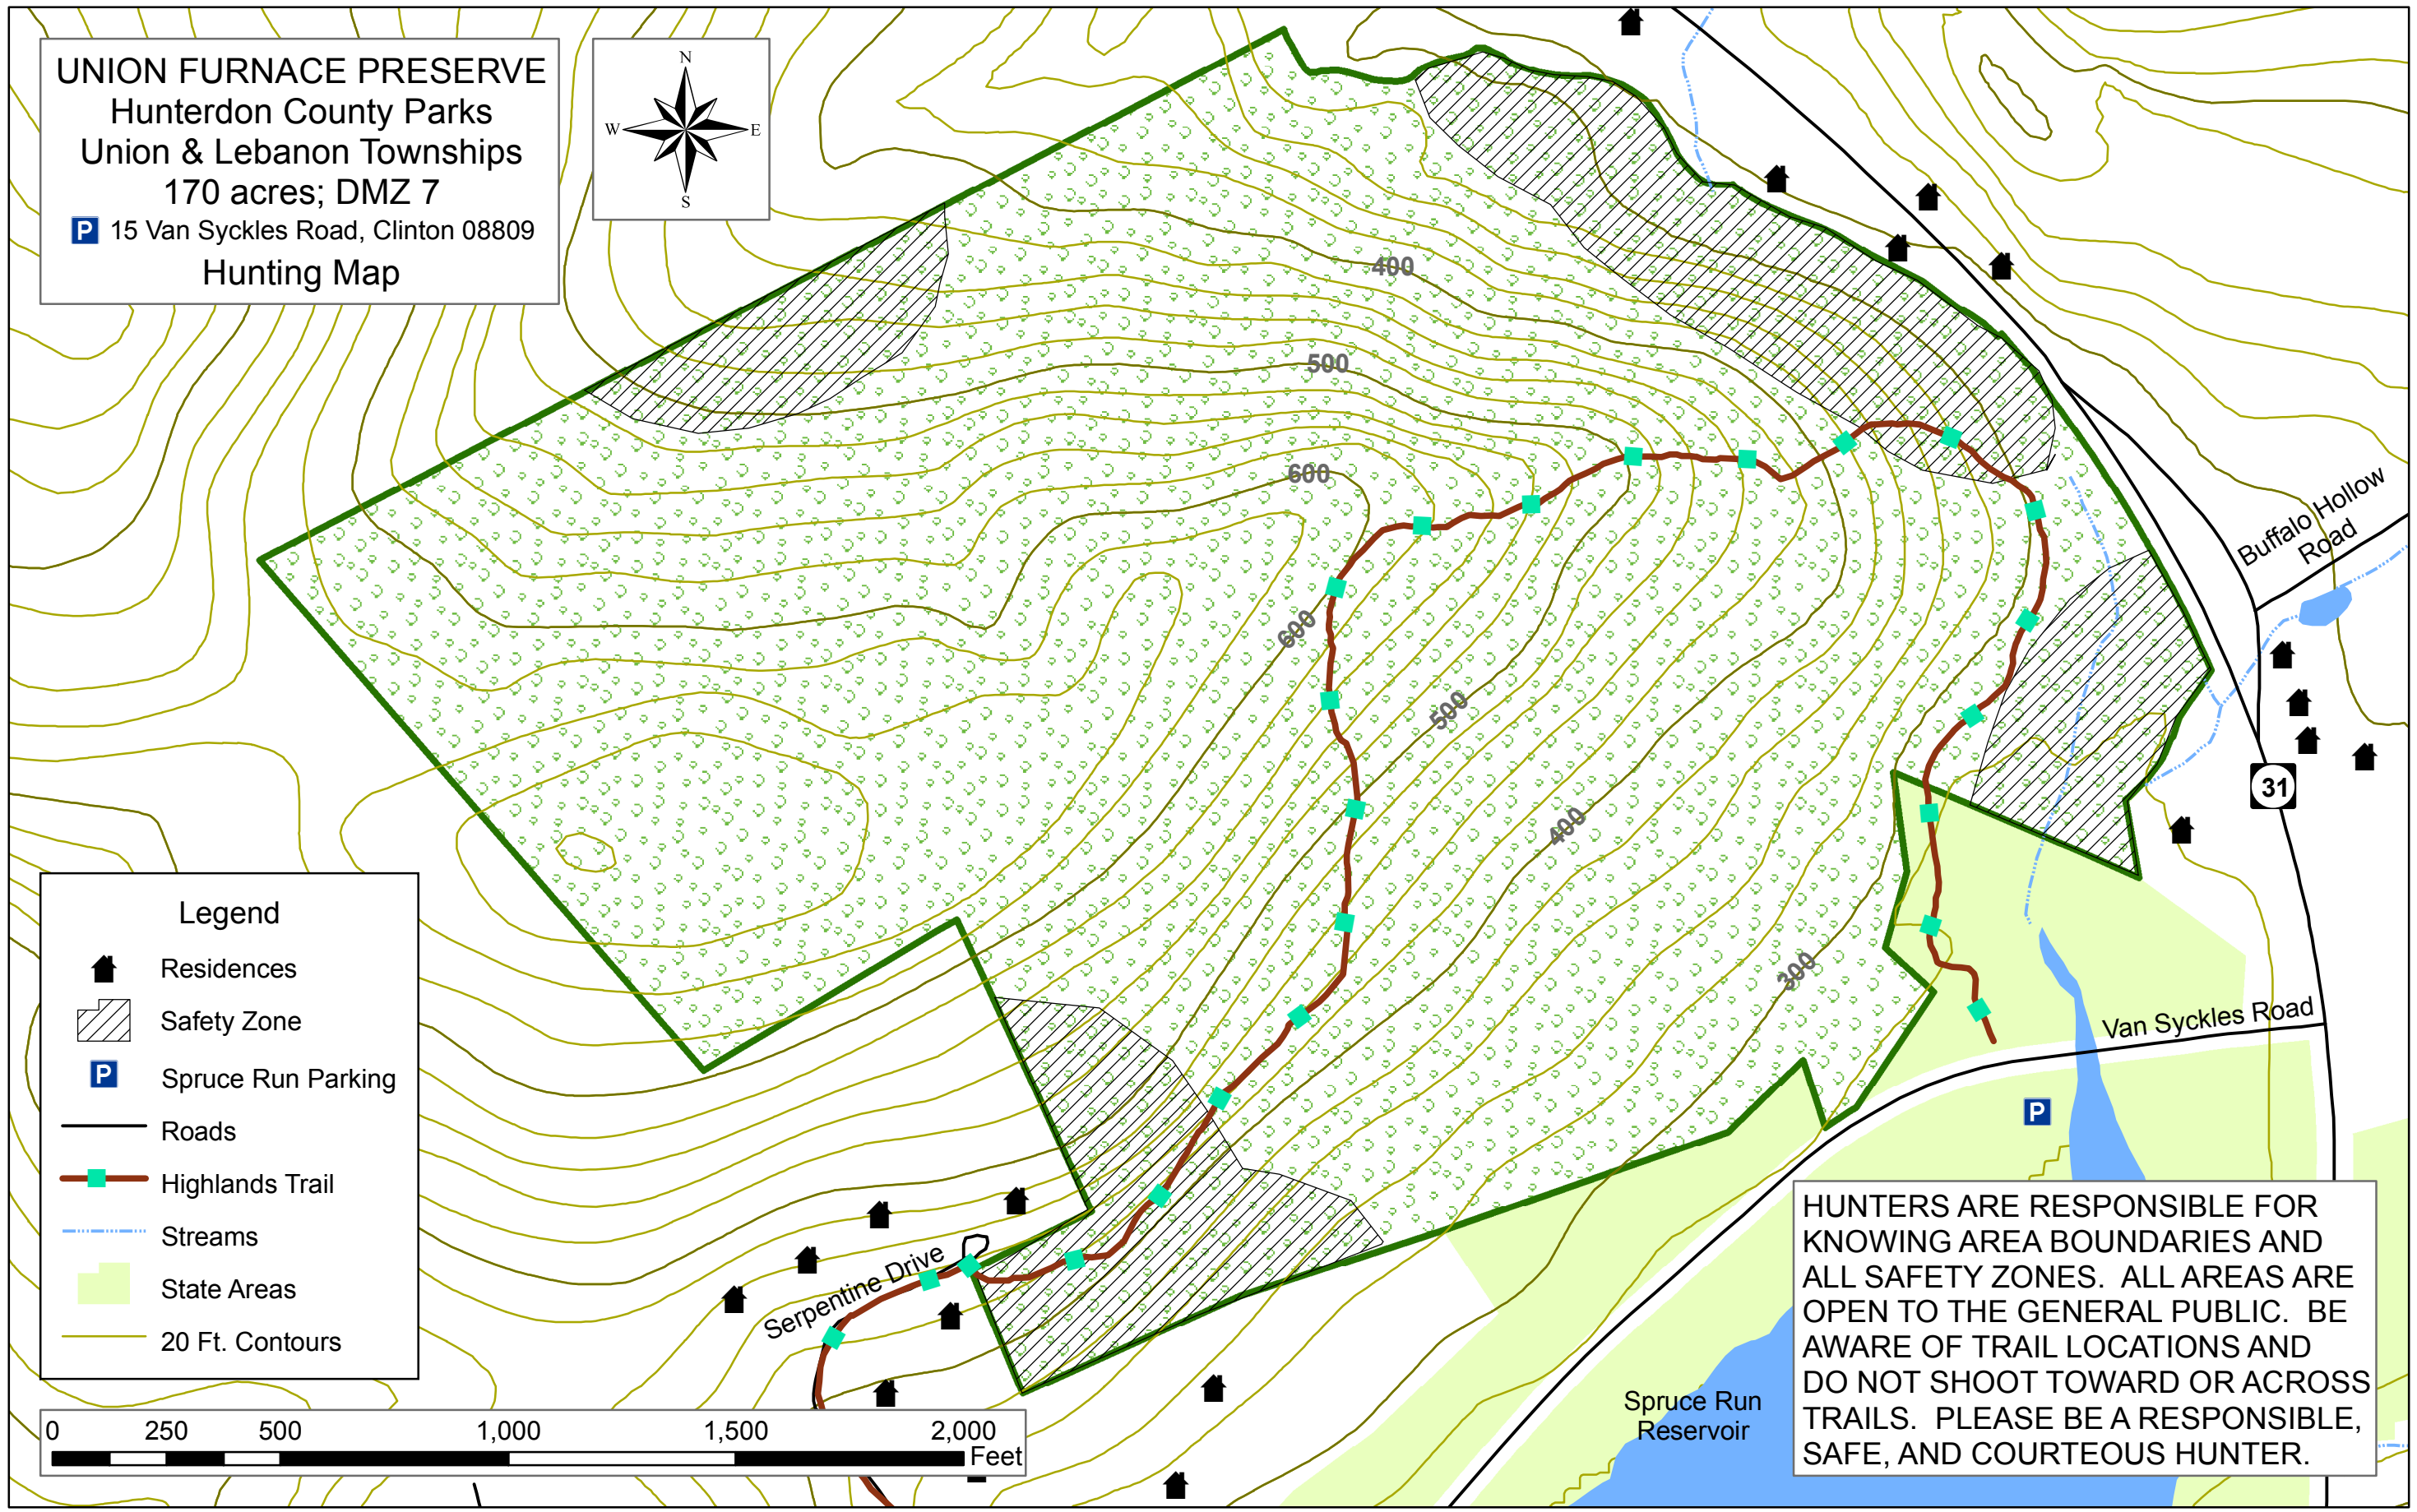 UNION FURNACE PRESERVE
Hunterdon County Parks
Union & Lebanon Townships
170 acres; DMZ 7
P 15 Van Syckles Road, Clinton 08809
Hunting Map
N
W E
S
400
500
600
600
500
400
300
Buffalo Hollow
Road
31
Van Syckles Road
P
Serpentine Drive
Spruce Run
Reservoir
Legend
Residences
Safety Zone
P Spruce Run Parking
Roads
Highlands Trail
Streams
State Areas
20 Ft. Contours
0 250 500 1,000 1,500 2,000
Feet
HUNTERS ARE RESPONSIBLE FOR
KNOWING AREA BOUNDARIES AND
ALL SAFETY ZONES. ALL AREAS ARE
OPEN TO THE GENERAL PUBLIC. BE
AWARE OF TRAIL LOCATIONS AND
DO NOT SHOOT TOWARD OR ACROSS
TRAILS. PLEASE BE A RESPONSIBLE,
SAFE, AND COURTEOUS HUNTER.